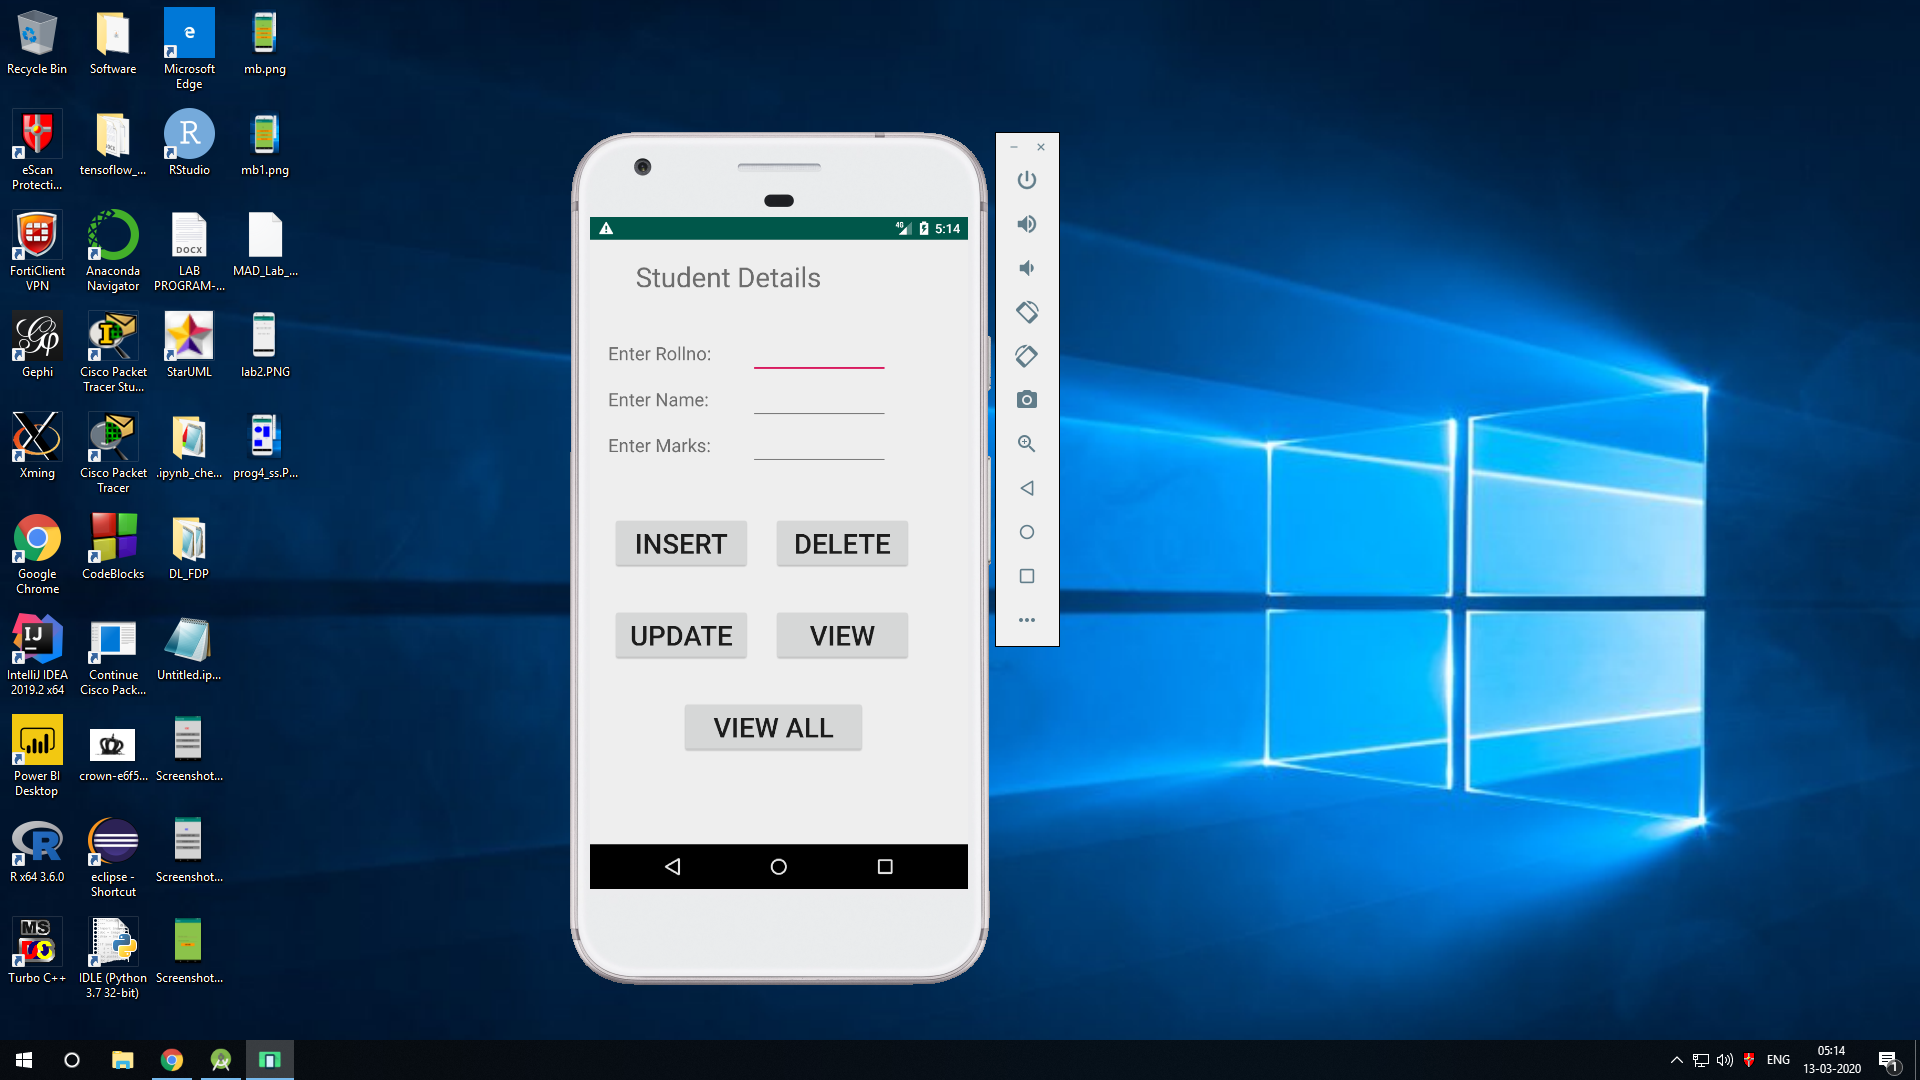 Recycle Bin
Software
Microsoft
Edge
mb.png
eScan
Protecti...
tensoflow_...
RStudio
mb1.png
FortiClient
VPN
Anaconda
Navigator
DOCX
LAB
PROGRAM-...
MAD_Lab_...
Gephi
Cisco Packet
Tracer Stu...
StarUML
lab2.PNG
Xming
Cisco Packet
Tracer
.ipynb_che...
prog4_ss.P...
Google
Chrome
CodeBlocks
DL_FDP
IntelliJ IDEA
2019.2 x64
Continue
Cisco Pack...
Untitled.ip...
Power BI
Desktop
crown-e6f5...
Screenshot...
R x64 3.6.0
eclipse -
Shortcut
Screenshot...
MS
Turbo C++
IDLE (Python
3.7 32-bit)
Screenshot...
4G
5:14
Student Details
Enter Rollno:
Enter Name:
Enter Marks:
INSERT
DELETE
UPDATE
VIEW
VIEW ALL
ENG
05:14
13-03-2020
1